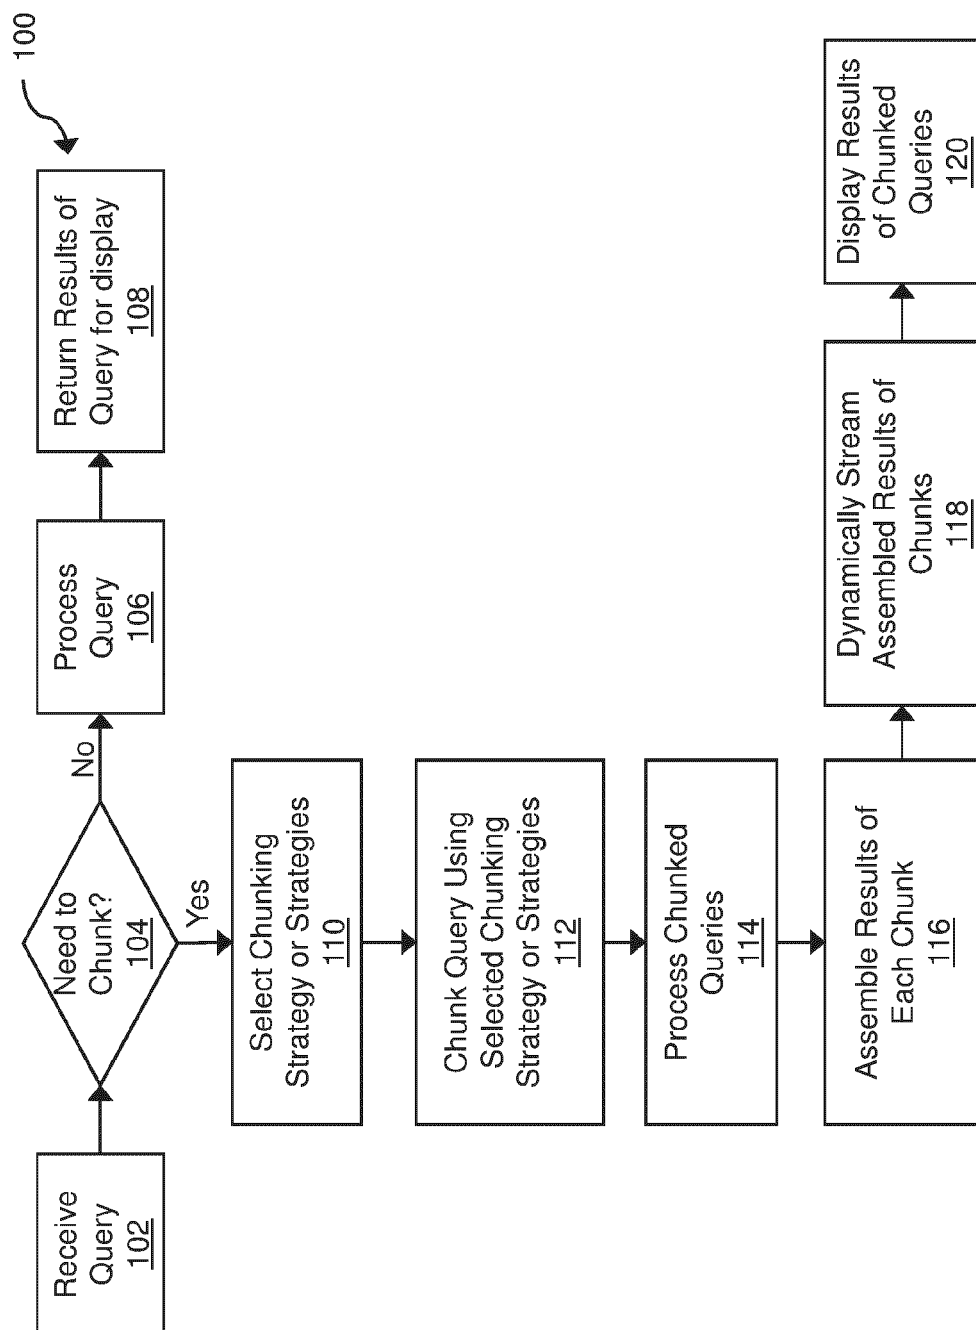 100
Receive
Query
102
Need to
Chunk?
104
No
Process
Query
106
Return Results of
Query for display
108
Yes
Select Chunking
Strategy or Strategies
110
Chunk Query Using
Selected Chunking
Strategy or Strategies
112
Process Chunked
Queries
114
Assemble Results of
Each Chunk
116
Dynamically Stream
Assembled Results of
Chunks
118
Display Results
of Chunked
Queries
120